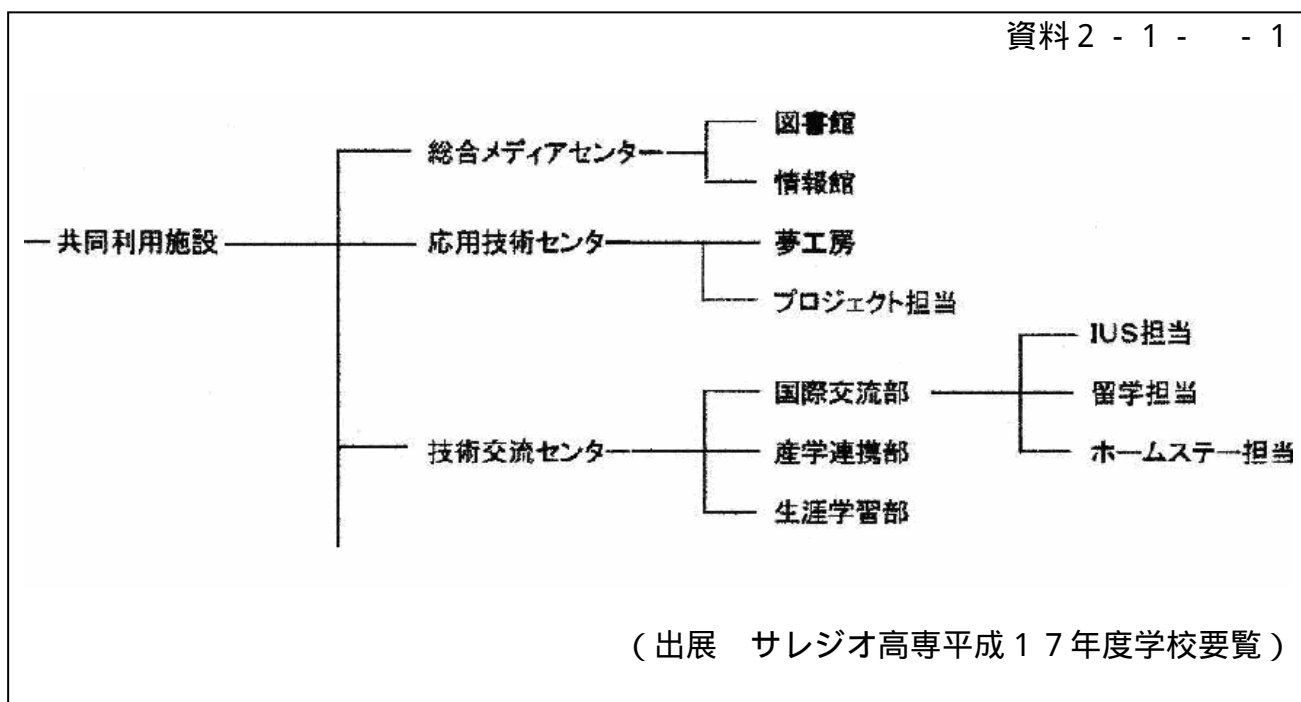 資料２－１－　－１
図書館
総合メディアセンター
情報館
共同利用施設
応用技術センター
夢工房
プロジェクト担当
IUS担当
国際交流部
留学担当
技術交流センター
産学連携部
ホームステー担当
生涯学習部
（出展　サレジオ高専平成１７年度学校要覧）